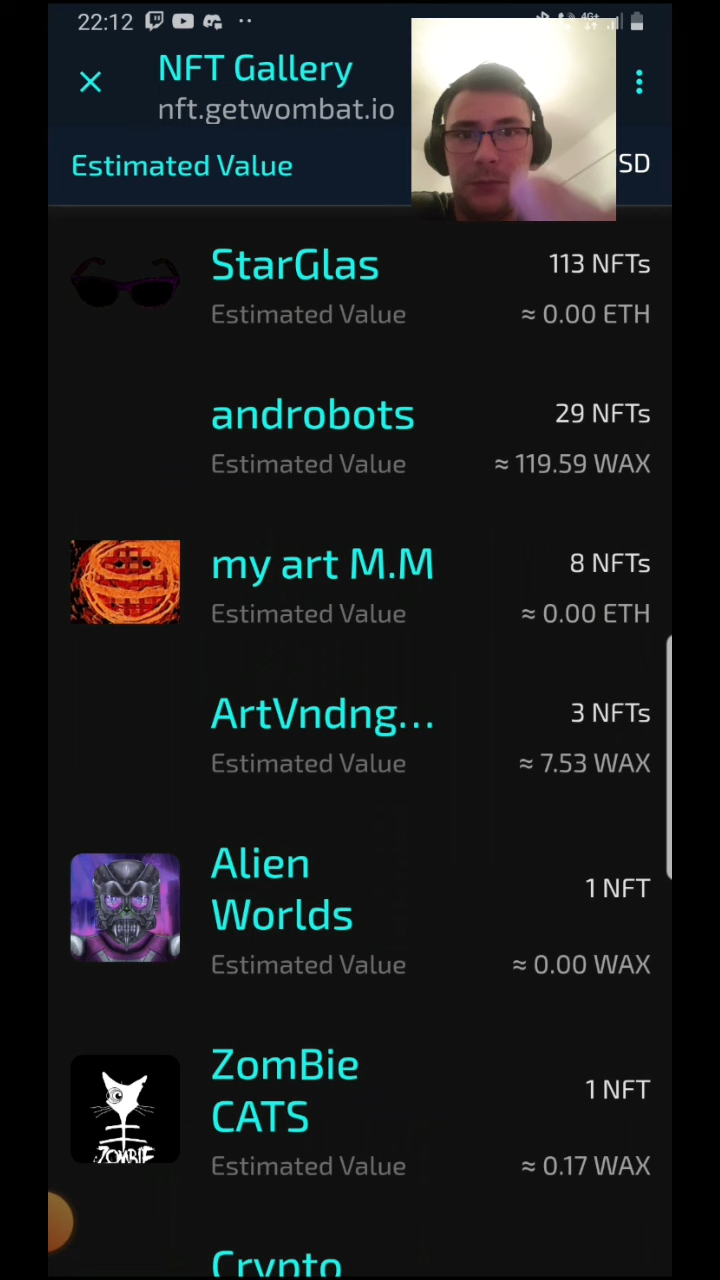 22:12
4G+
NFT Gallery
nft.getwombat.io
Estimated Value
SD
StarGlas
113 NFTs
Estimated Value
≈ 0.00 ETH
androbots
29 NFTs
Estimated Value
≈ 119.59 WAX
my art M.M
8 NFTs
Estimated Value
≈ 0.00 ETH
ArtVndng...
3 NFTs
Estimated Value
≈ 7.53 WAX
Alien
Worlds
1 NFT
Estimated Value
≈ 0.00 WAX
ZomBie
CATS
1 NFT
ZOMBIE
Estimated Value
≈ 0.17 WAX
Crypto